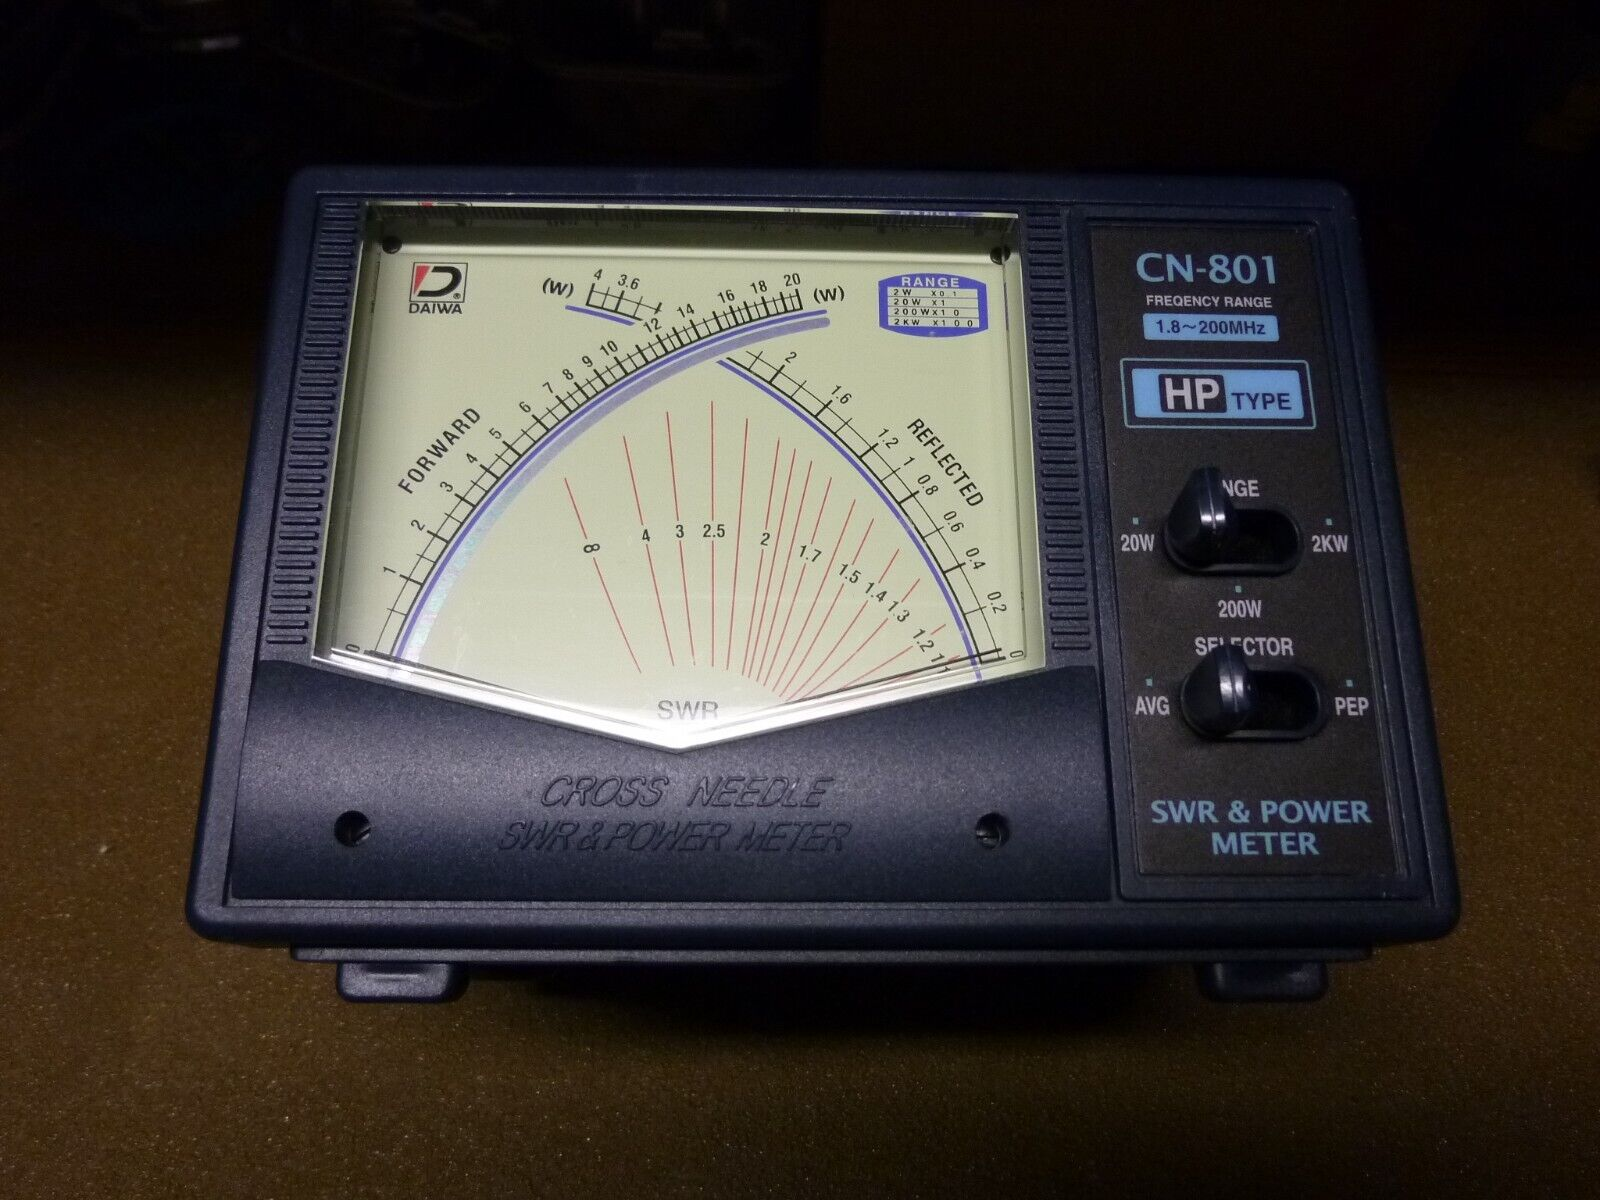 DAIWA
(W) 4 3.6
(W)
0 1 2 3 4 5 6 7 8 9 10 12 14 16 18 20
FORWARD
RANGE
2W X0.1
20W X1
200W X10
2KW X100
2 1.6 1.2 1 0.8 0.6 0.4 0.2 0
REFLECTED
8 4 3 2.5 2 1.7 1.5 1.4 1.3 1.2 1.1
SWR
CROSS NEEDLE
SWR & POWER METER
CN-801
FREQENCY RANGE
1.8~200MHz
HP TYPE
NGE
20W 2KW
200W
SELECTOR
AVG PEP
SWR & POWER
METER